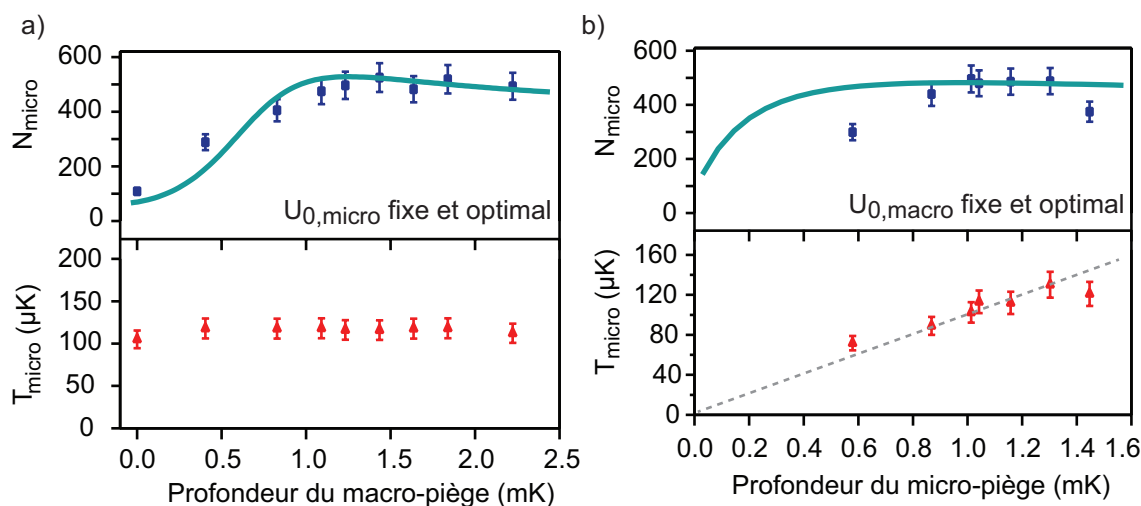 a)
600
400
200
0
N micro
U0,micro fixe et optimal
200
150
100
50
0
Tmicro (µK)
0.0 0.5 1.0 1.5 2.0 2.5
Profondeur du macro-piège (mK)
b)
600
400
200
0
N micro
U0,macro fixe et optimal
160
120
80
40
0
Tmicro (µK)
0.0 0.2 0.4 0.6 0.8 1.0 1.2 1.4 1.6
Profondeur du micro-piège (mK)